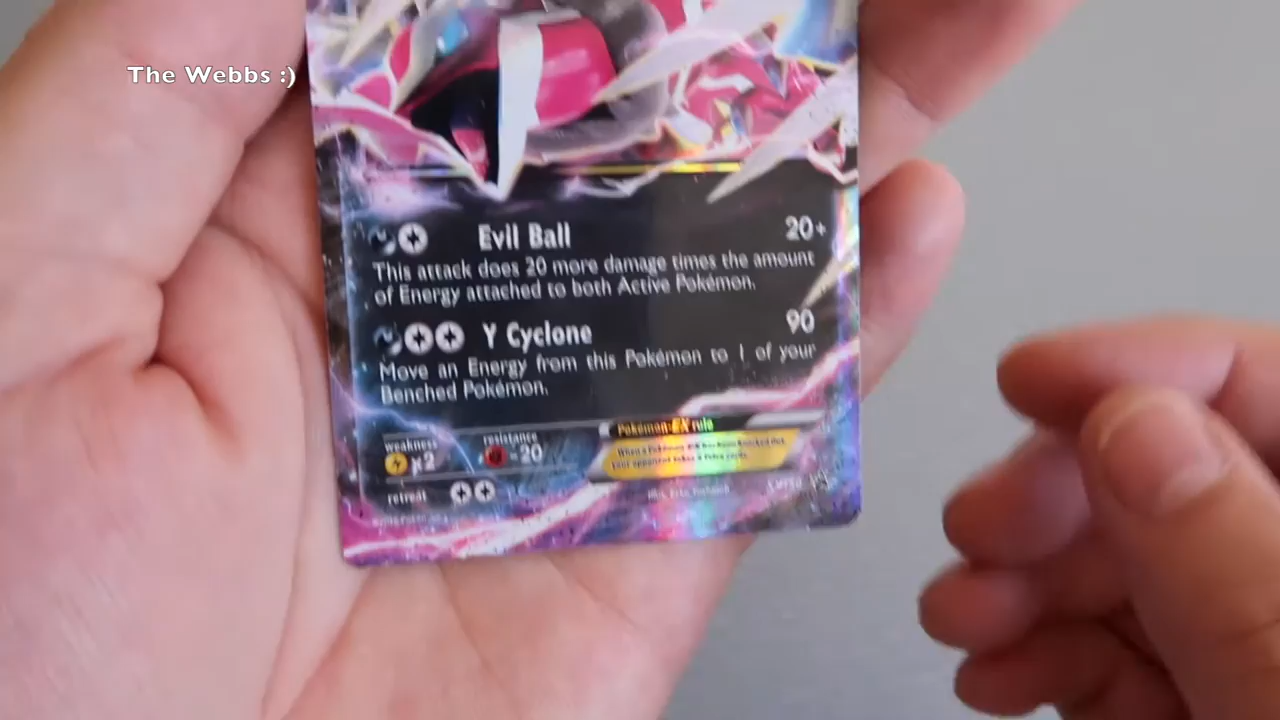 The Webbs :)
Evil Ball 20+
This attack does 20 more damage times the amount
of Energy attached to both Active Pokémon.
Y Cyclone 90
Move an Energy from this Pokémon to 1 of your
Benched Pokémon.
weakness
×2
resistance
-20
Pokémon-EX rule
When a Pokémon-EX has been Knocked Out,
your opponent takes 2 Prize cards.
retreat